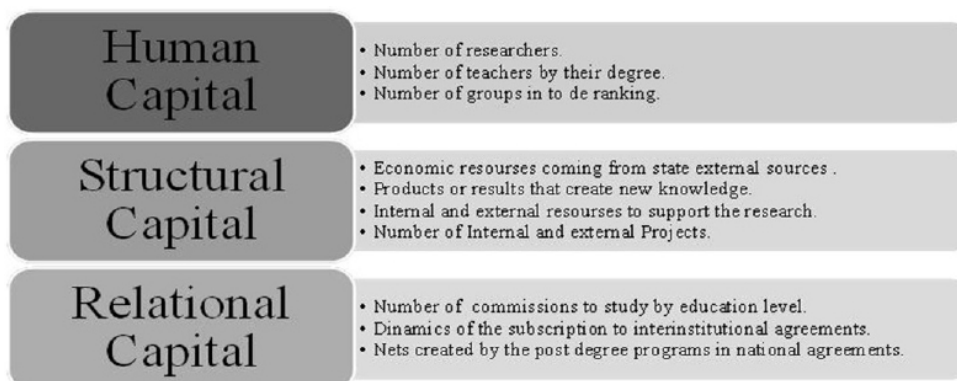 Human
Capital
• Number of researchers.
• Number of teachers by their degree.
• Number of groups in to de ranking.
Structural
Capital
• Economic resourses coming from state external sources .
• Products or results that create new knowledge.
• Internal and external resourses to support the research.
• Number of Internal and external Projects.
Relational
Capital
• Number of commissions to study by education level.
• Dinamics of the subscription to interinstitutional agreements.
• Nets created by the post degree programs in national agreements.